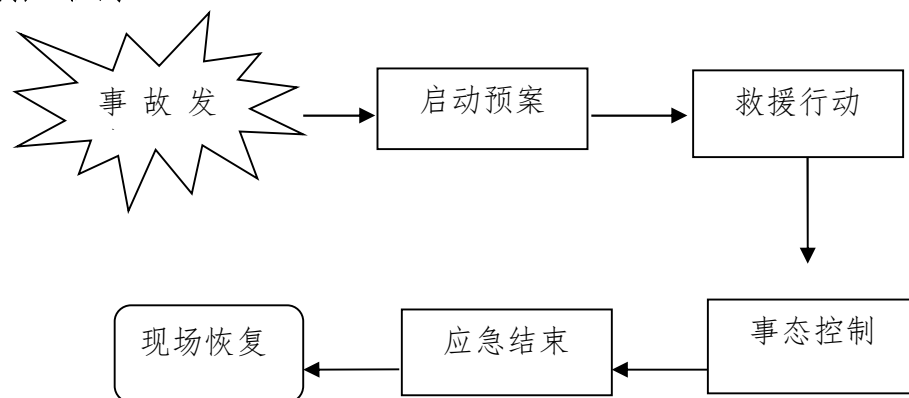 事 故 发
启动预案
救援行动
事态控制
应急结束
现场恢复